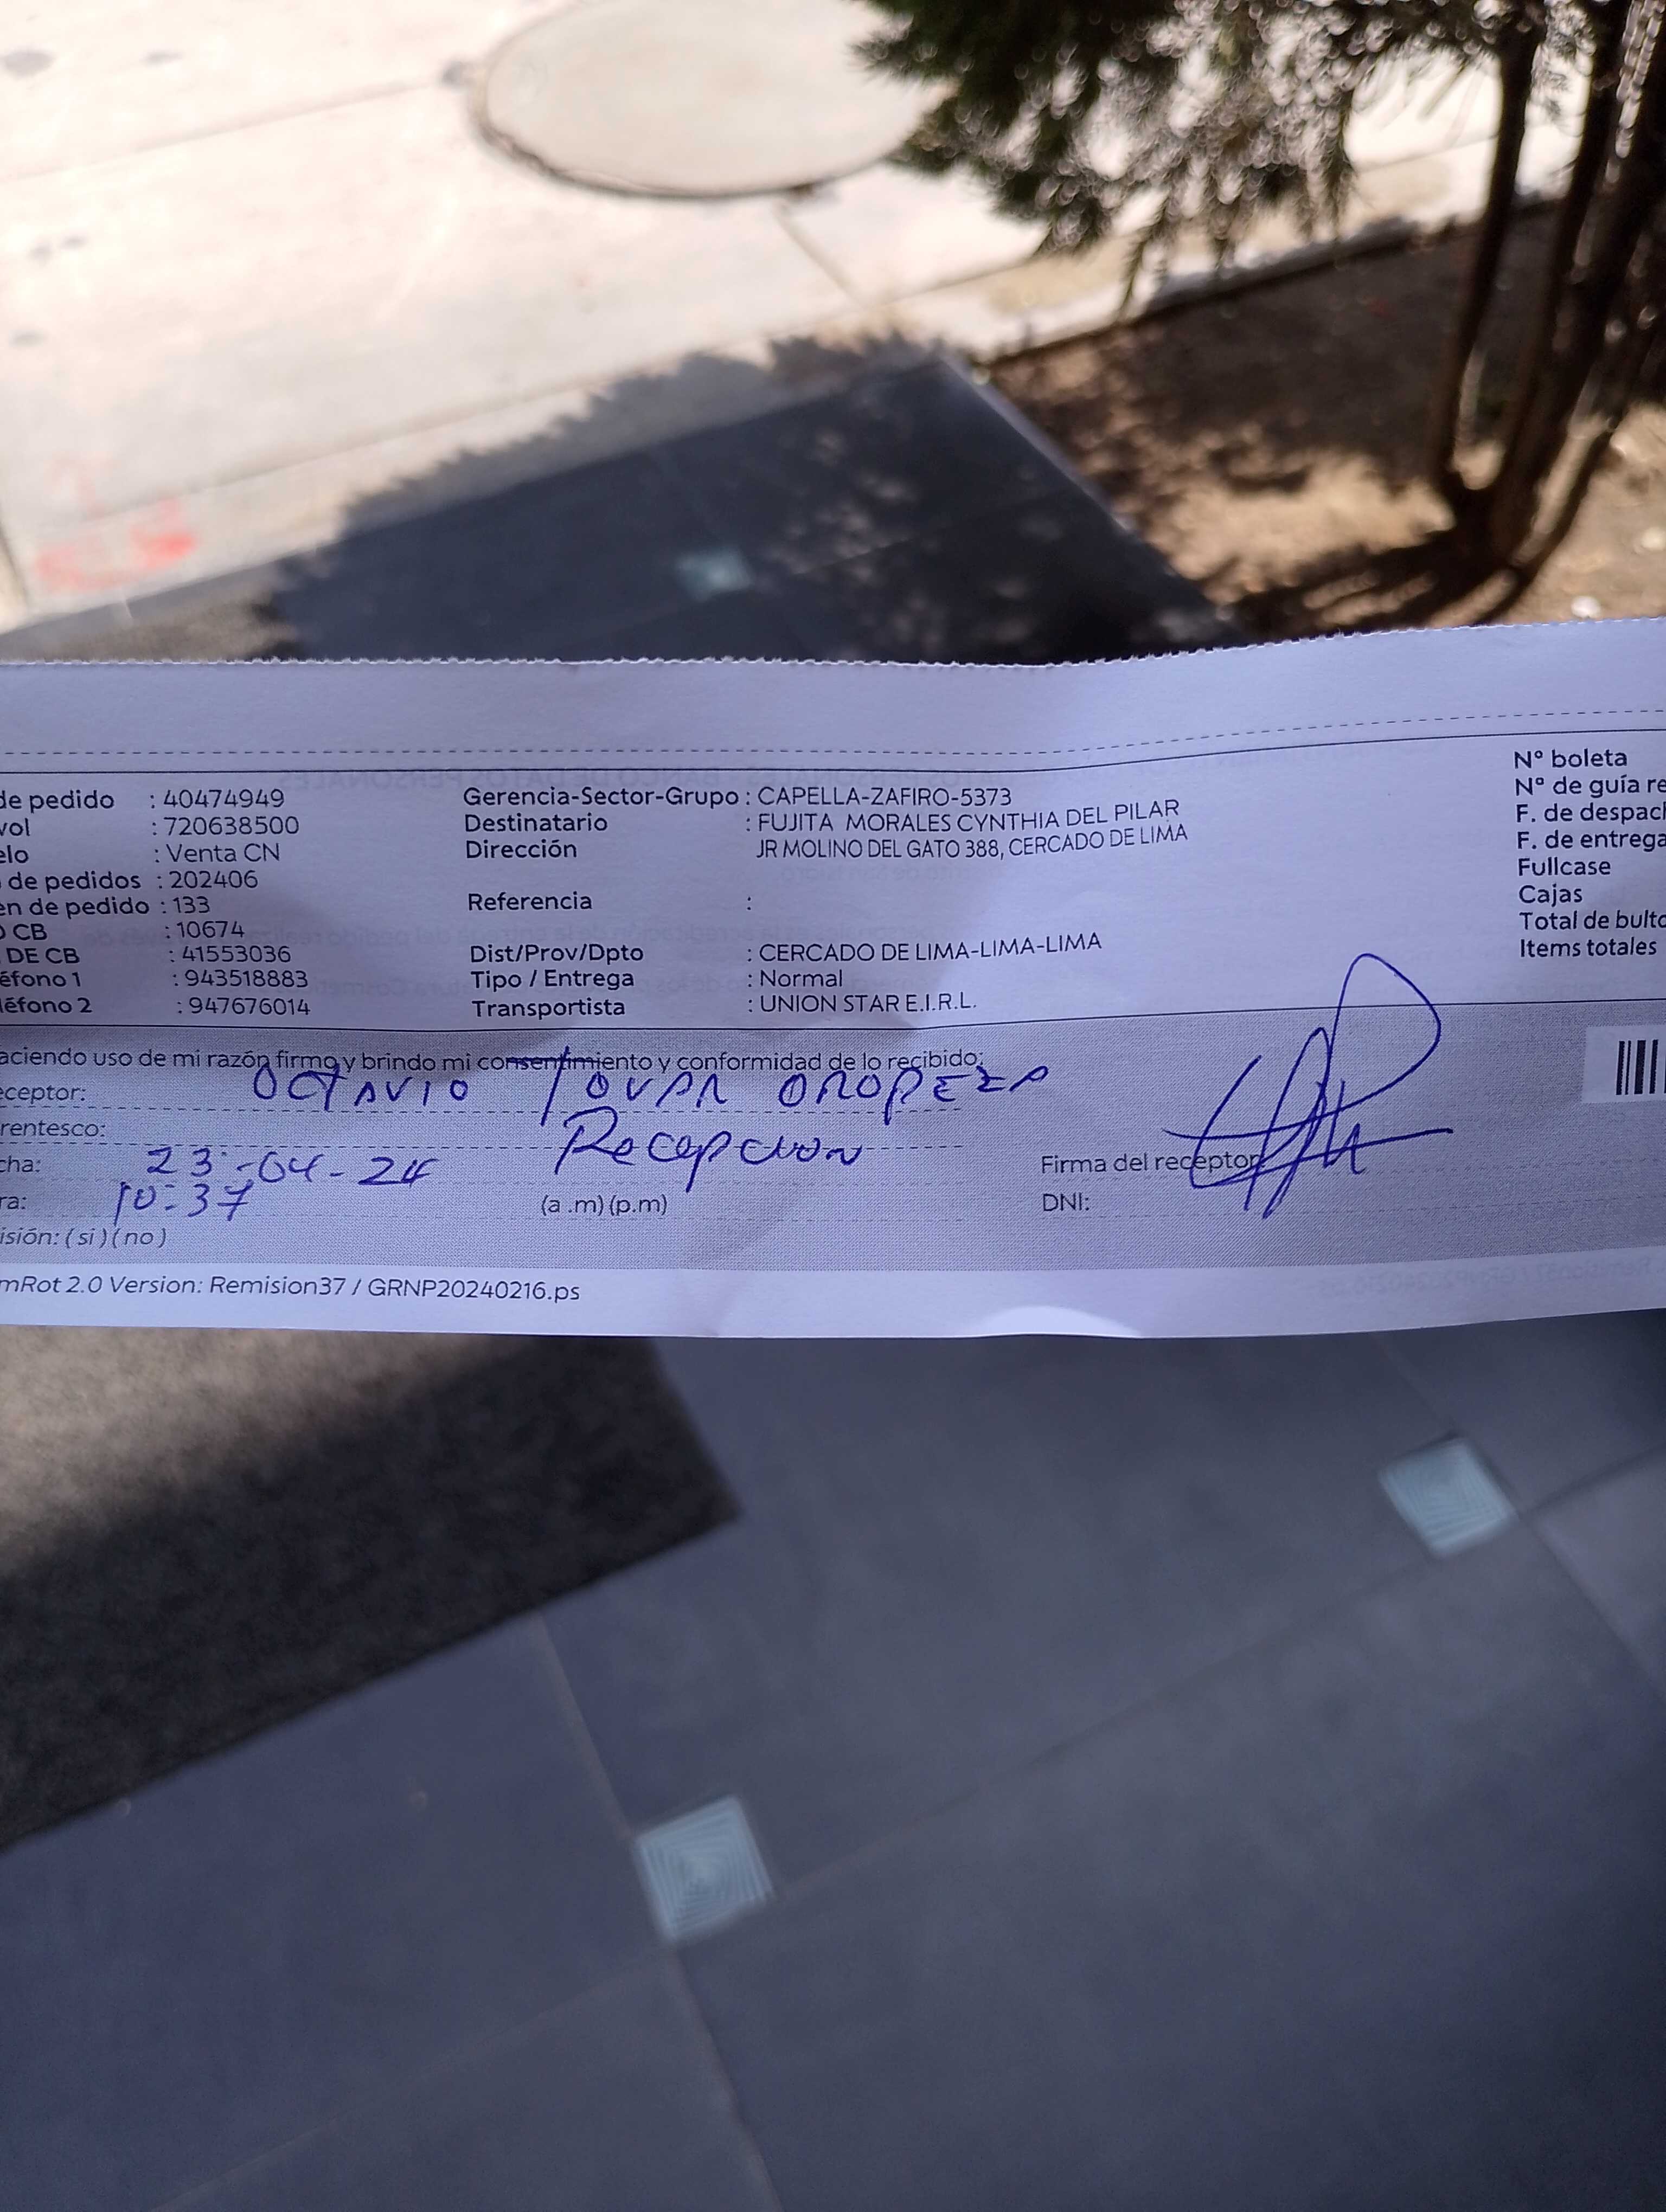 de pedido : 40474949
vol : 720638500
elo : Venta CN
de pedidos : 202406
en de pedido : 133
O CB : 10674
DE CB : 41553036
éfono 1 : 943518883
léfono 2 : 947676014
Gerencia-Sector-Grupo : CAPELLA-ZAFIRO-5373
Destinatario : FUJITA MORALES CYNTHIA DEL PILAR
Dirección JR MOLINO DEL GATO 388, CERCADO DE LIMA
Referencia :
Dist/Prov/Dpto : CERCADO DE LIMA-LIMA-LIMA
Tipo / Entrega : Normal
Transportista : UNION STAR E.I.R.L.
Nº boleta
Nº de guía re
F. de despach
F. de entrega
Fullcase
Cajas
Total de bulto
Items totales
aciendo uso de mi razón firmo y brindo mi consentimiento y conformidad de lo recibido:
ceptor: OCTAVIO TOVAR OROPEZA
rentesco: Recepcion
cha: 23-04-24
ra: 10:37 (a .m) (p.m)
Firma del receptor
DNI:
isión: ( si ) ( no )
mRot 2.0 Version: Remision37 / GRNP20240216.ps